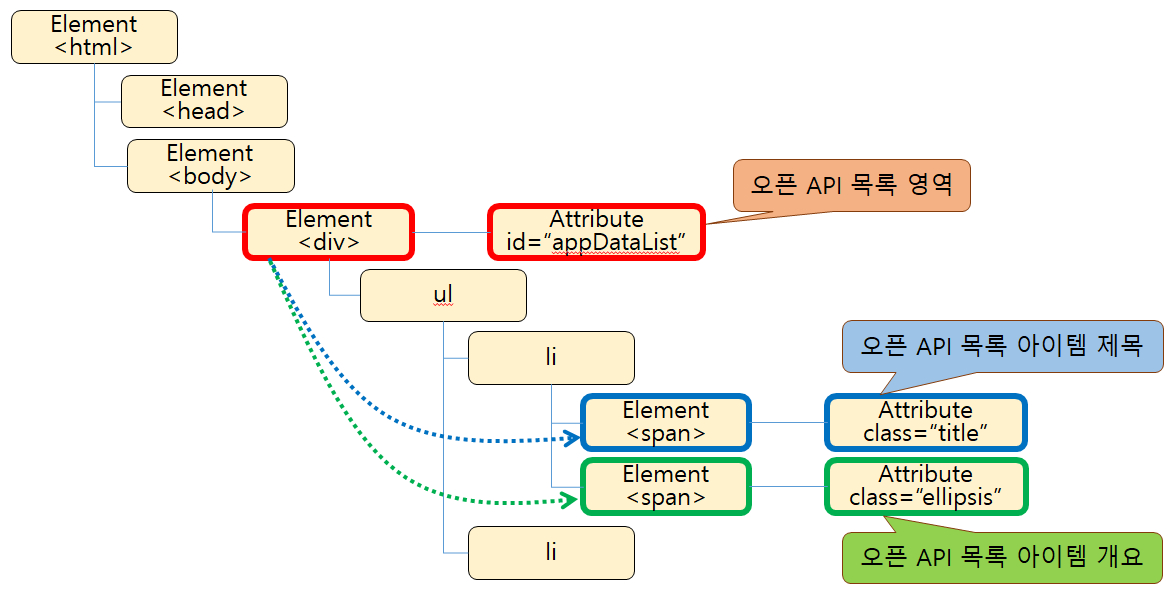 Element
<html>
Element
<head>
Element
<body>
오픈 API 목록 영역
Element
<div>
Attribute
id=“appDataList”
ul
li
오픈 API 목록 아이템 제목
Element
<span>
Attribute
class=“title”
Element
<span>
Attribute
class=“ellipsis”
li
오픈 API 목록 아이템 개요